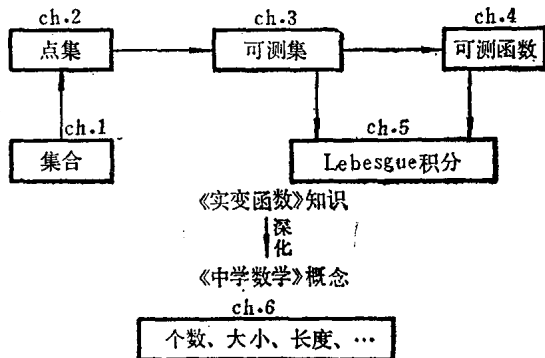 ch.2 ch.3 ch.4
点集 可测集 可测函数
ch.1 ch.5
集合 Lebesgue积分
《实变函数》知识
深化
《中学数学》概念
ch.6
个数、大小、长度、…